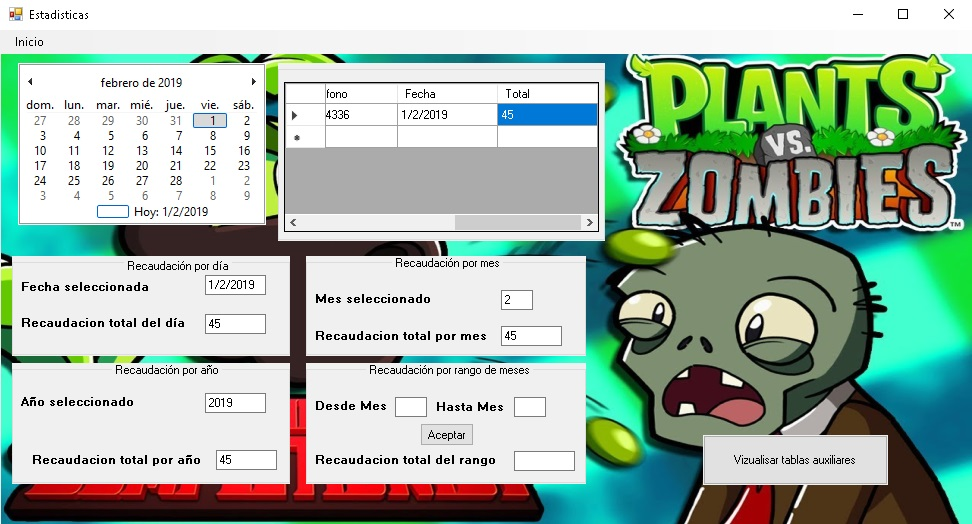 Estadisticas
Inicio
febrero de 2019
dom. lun. mar. mié. jue. vie. sáb.
27 28 29 30 31 1 2
3 4 5 6 7 8 9
10 11 12 13 14 15 16
17 18 19 20 21 22 23
24 25 26 27 28 1 2
3 4 5 6 7 8 9
Hoy: 1/2/2019
fono Fecha Total
4336 1/2/2019 45
PLANTS
VS.
ZOMBIES
TM
Recaudación por día
Fecha seleccionada 1/2/2019
Recaudacion total del día 45
Recaudación por mes
Mes seleccionado 2
Recaudacion total por mes 45
Recaudación por año
Año seleccionado 2019
Recaudacion total por año 45
Recaudación por rango de meses
Desde Mes Hasta Mes
Aceptar
Recaudacion total del rango
Vizualisar tablas auxiliares